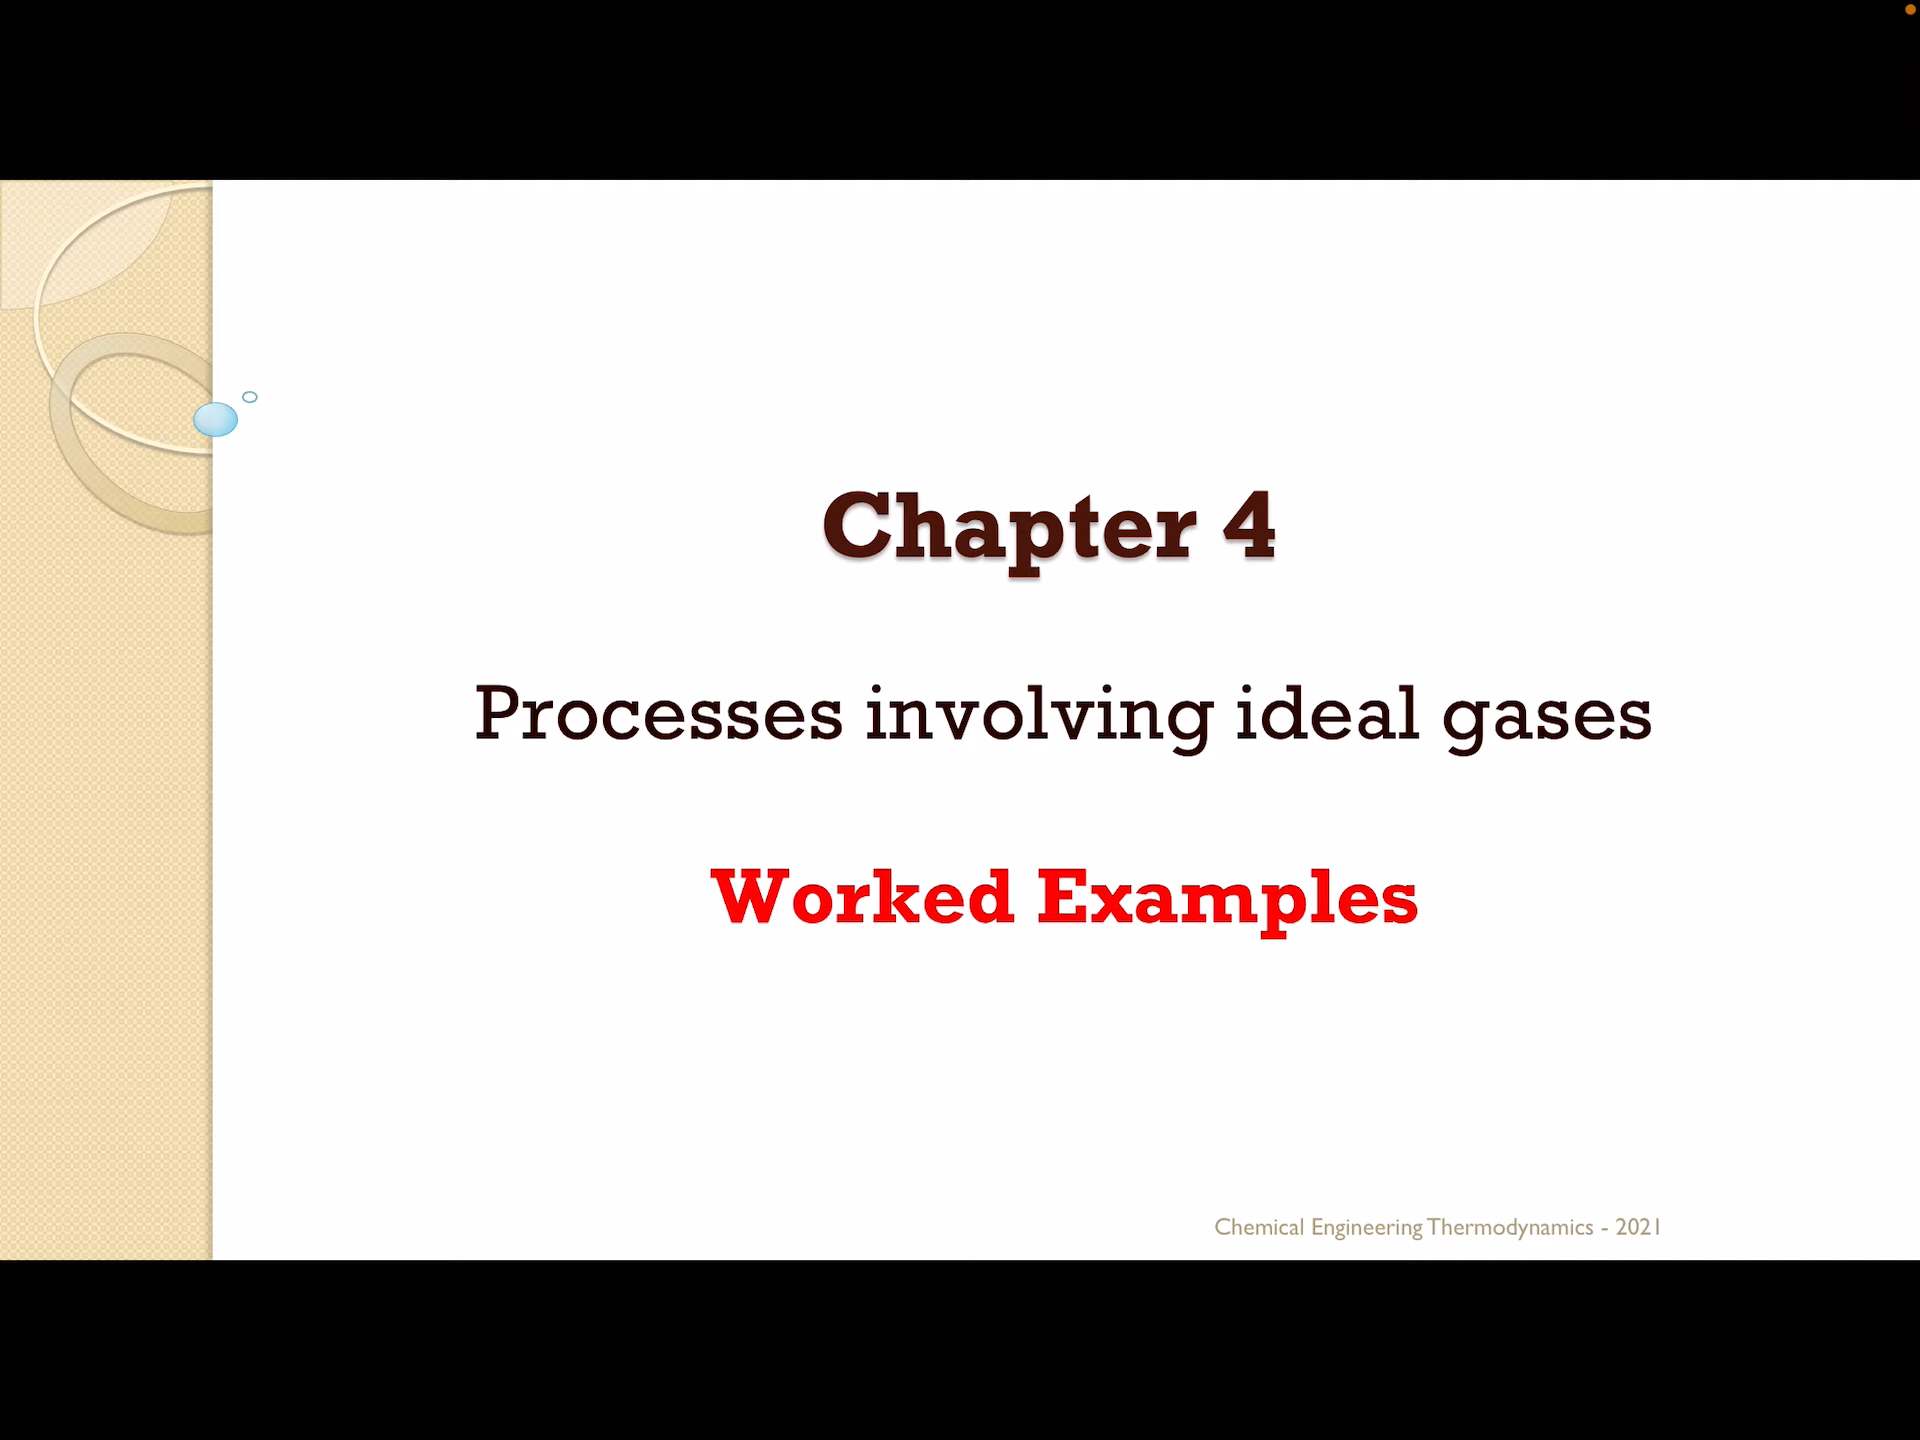 Chapter 4
Processes involving ideal gases
Worked Examples
Chemical Engineering Thermodynamics - 2021